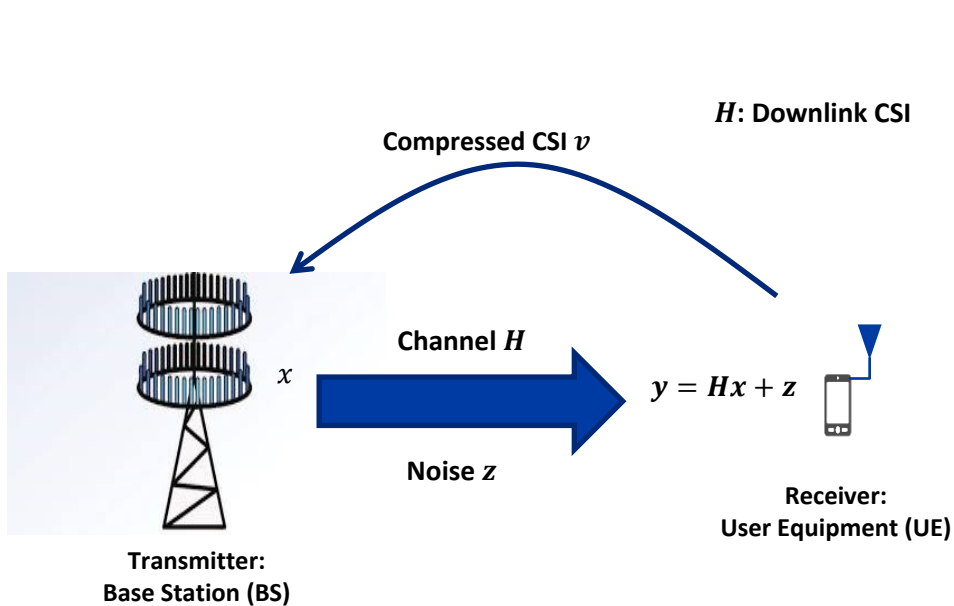 H: Downlink CSI
Compressed CSI v
Channel H
x
y = Hx + z
Noise z
Receiver:
User Equipment (UE)
Transmitter:
Base Station (BS)